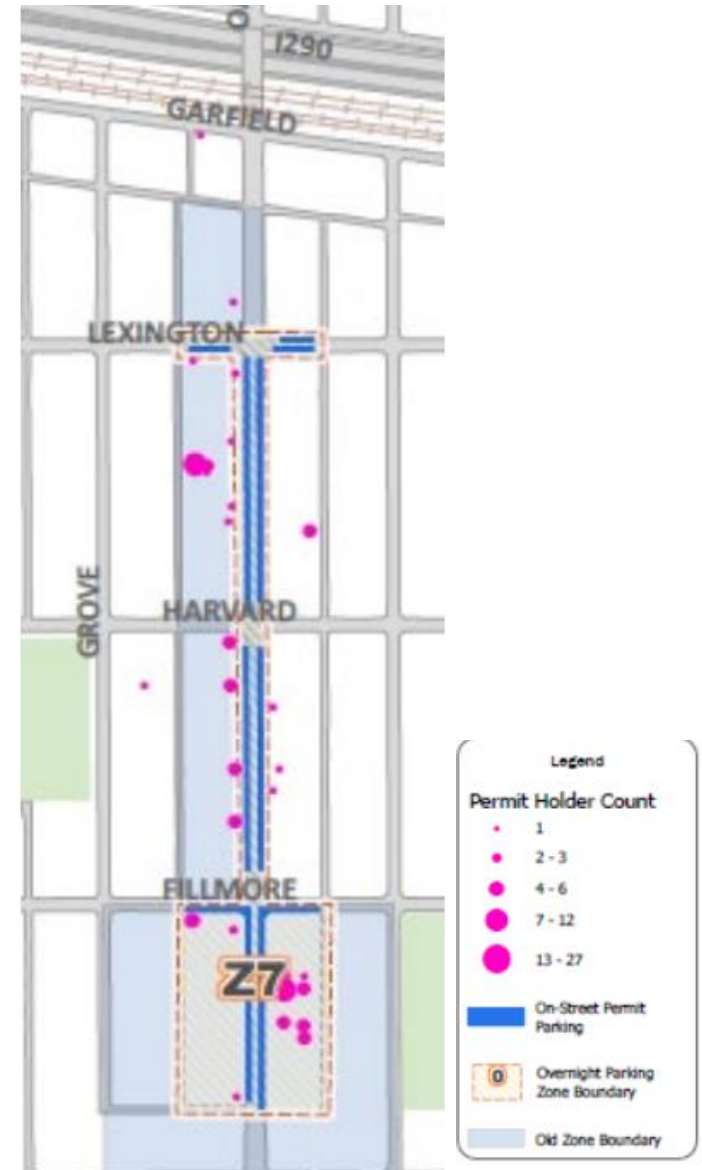 I290
GARFIELD
LEXINGTON
GROVE
HARVARD
FILLMORE
Z7
Legend
Permit Holder Count
1
2 - 3
4 - 6
7 - 12
13 - 27
On-Street Permit
Parking
0
Overnight Parking
Zone Boundary
Old Zone Boundary